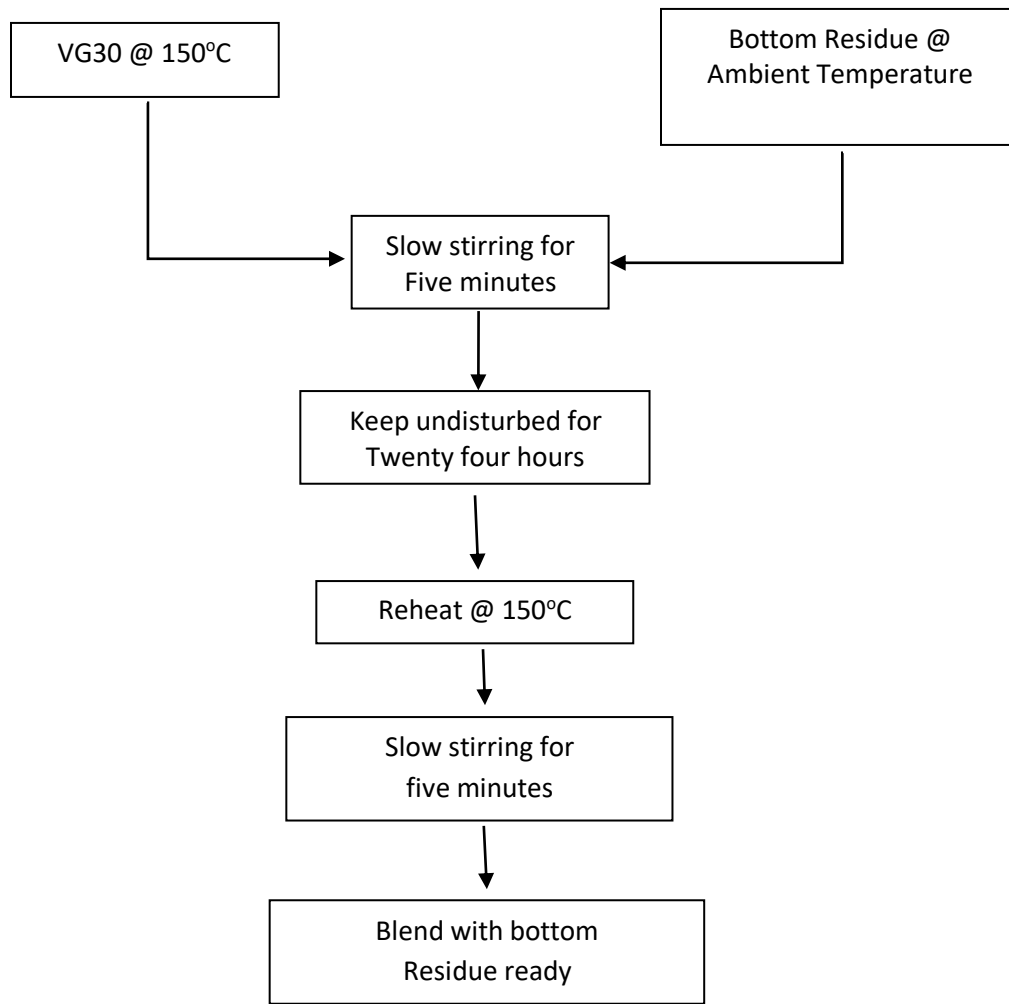 VG30 @ 150°C
Bottom Residue @
Ambient Temperature
Slow stirring for
Five minutes
Keep undisturbed for
Twenty four hours
Reheat @ 150°C
Slow stirring for
five minutes
Blend with bottom
Residue ready